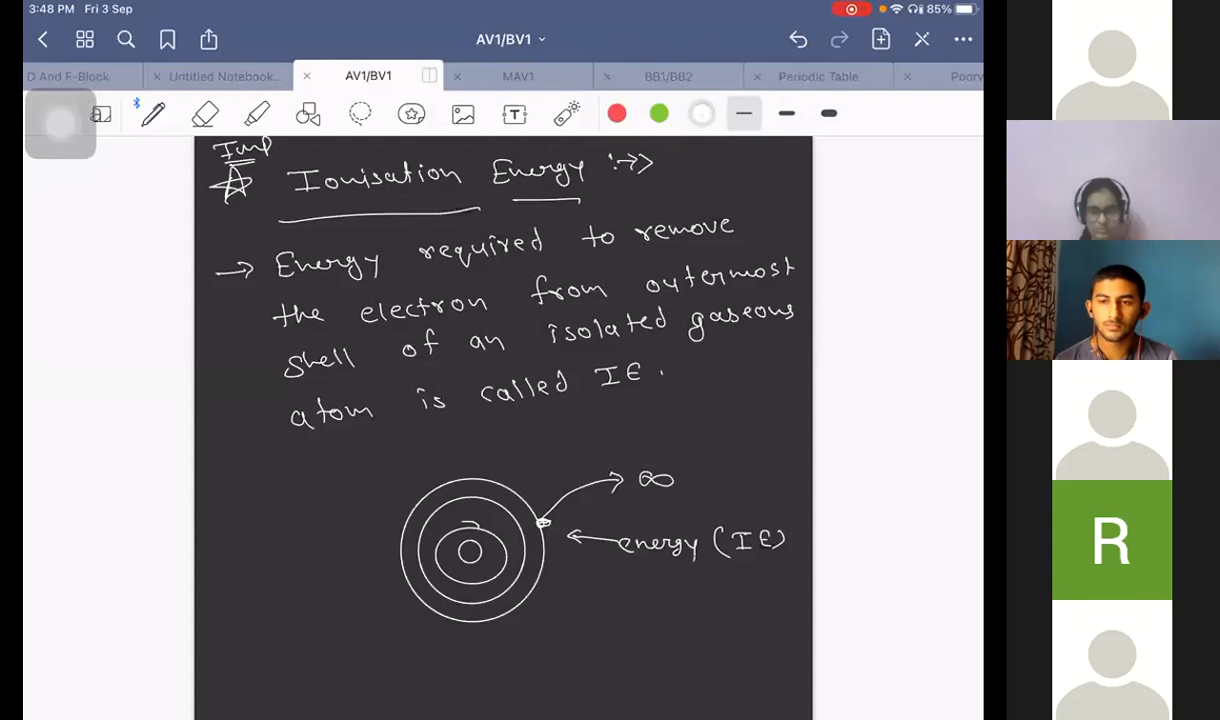 3:48 PM Fri 3 Sep
85%
AV1/BV1
D And F-Block
Untitled Notebook...
AV1/BV1
MAV1
BB1/BB2
Periodic Table
Poorv
T
Imp
Ionisation Energy :->>
→ Energy required to remove
the electron from outermost
shell of an isolated gaseous
atom is called IE.
→ ∞
← energy (IE)
R